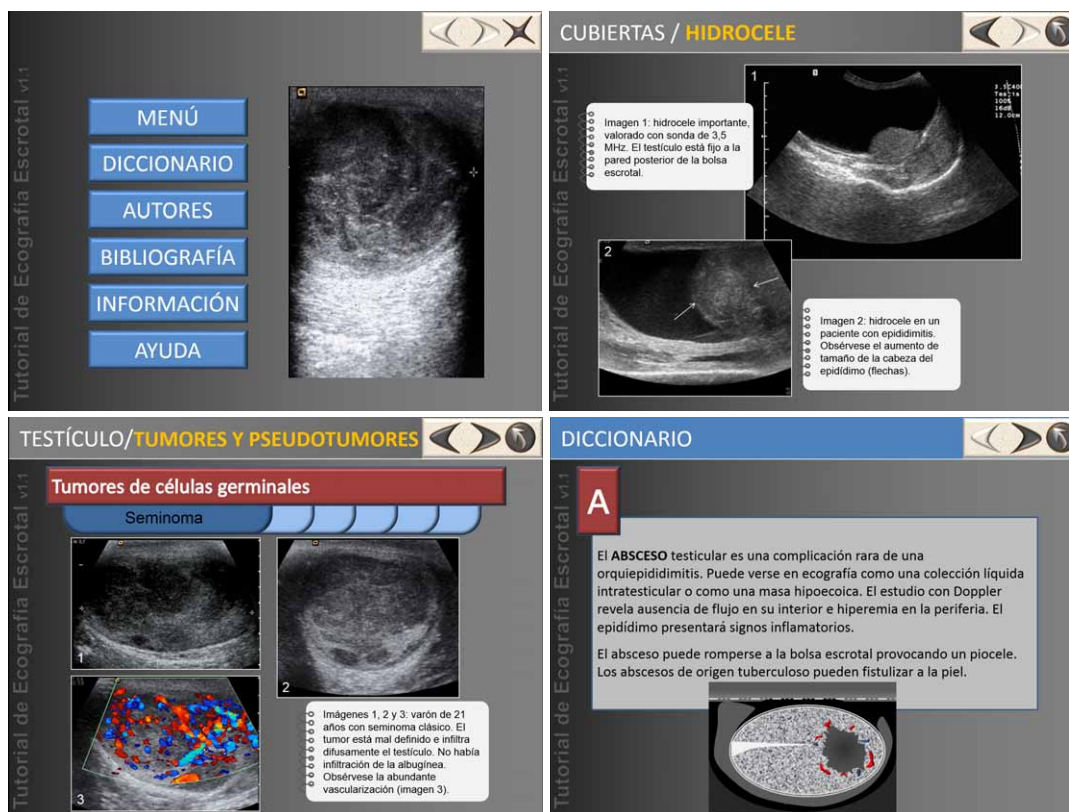 Tutorial de Ecografía Escrotal v1.1
MENÚ
DICCIONARIO
AUTORES
BIBLIOGRAFÍA
INFORMACIÓN
AYUDA
CUBIERTAS / HIDROCELE
Tutorial de Ecografía Escrotal v1.1
1
3.5C40
Testis
100%
16dB
12.0cm
Imagen 1: hidrocele importante,
valorado con sonda de 3,5
MHz. El testículo está fijo a la
pared posterior de la bolsa
escrotal.
2
Imagen 2: hidrocele en un
paciente con epididimitis.
Obsérvese el aumento de
tamaño de la cabeza del
epidídimo (flechas).
TESTÍCULO/TUMORES Y PSEUDOTUMORES
Tutorial de Ecografía Escrotal v1.1
Tumores de células germinales
Seminoma
1
2
3
Imágenes 1, 2 y 3: varón de 21
años con seminoma clásico. El
tumor está mal definido e infiltra
difusamente el testículo. No había
infiltración de la albugínea.
Obsérvese la abundante
vascularización (imagen 3).
DICCIONARIO
Tutorial de Ecografía Escrotal v1.1
A
El ABSCESO testicular es una complicación rara de una
orquiepididimitis. Puede verse en ecografía como una colección líquida
intratesticular o como una masa hipoecoica. El estudio con Doppler
revela ausencia de flujo en su interior e hiperemia en la periferia. El
epidídimo presentará signos inflamatorios.
El absceso puede romperse a la bolsa escrotal provocando un piocele.
Los abscesos de origen tuberculoso pueden fistulizar a la piel.